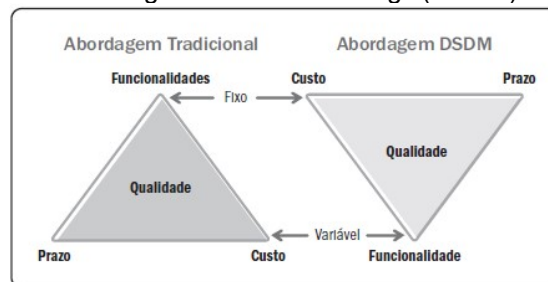 Abordagem Tradicional Abordagem DSDM
Funcionalidades Custo Prazo
Fixo
Qualidade Qualidade
Variável
Prazo Custo Funcionalidade